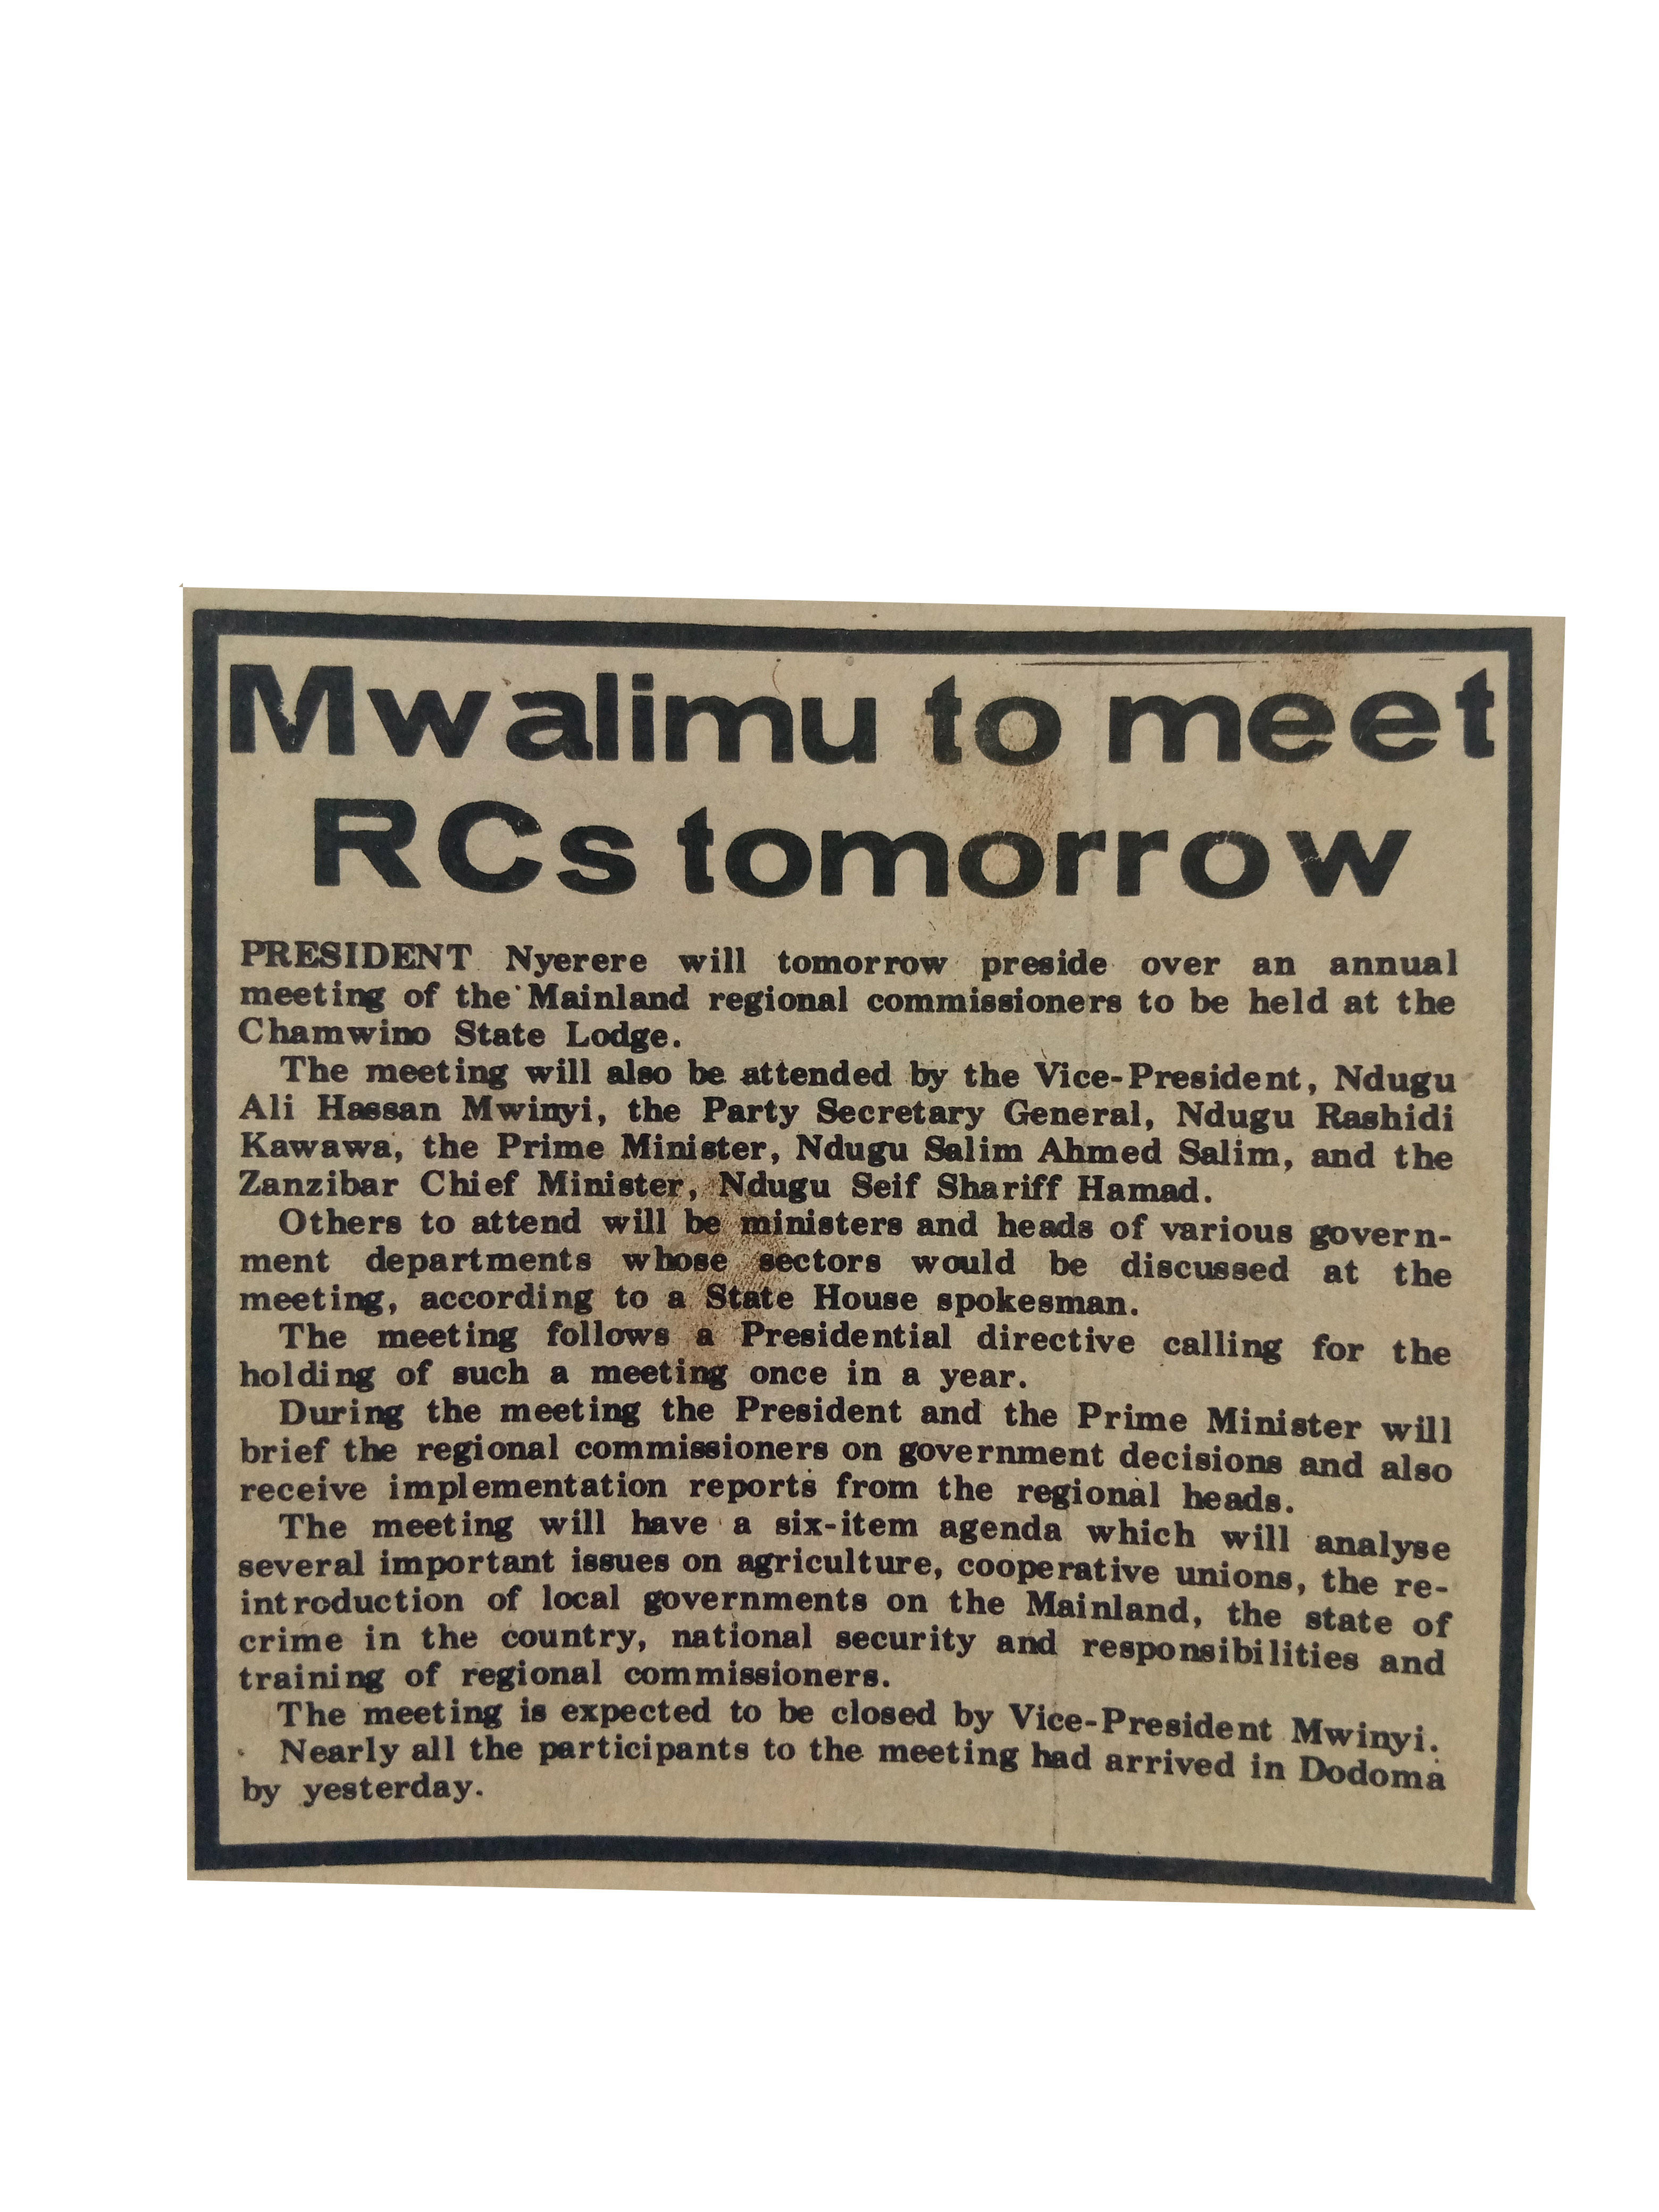 Mwalimu to meet
RCs tomorrow
PRESIDENT Nyerere will tomorrow preside over an annual
meeting of the Mainland regional commissioners to be held at the
Chamwino State Lodge.
The meeting will also be attended by the Vice-President, Ndugu
Ali Hassan Mwinyi, the Party Secretary General, Ndugu Rashidi
Kawawa, the Prime Minister, Ndugu Salim Ahmed Salim, and the
Zanzibar Chief Minister, Ndugu Seif Shariff Hamad.
Others to attend will be ministers and heads of various govern-
ment departments whose sectors would be discussed at the
meeting, according to a State House spokesman.
The meeting follows a Presidential directive calling for the
holding of such a meeting once in a year.
During the meeting the President and the Prime Minister will
brief the regional commissioners on government decisions and also
receive implementation reports from the regional heads.
The meeting will have a six-item agenda which will analyse
several important issues on agriculture, cooperative unions, the re-
introduction of local governments on the Mainland, the state of
crime in the country, national security and responsibilities and
training of regional commissioners.
The meeting is expected to be closed by Vice-President Mwinyi.
Nearly all the participants to the meeting had arrived in Dodoma
by yesterday.